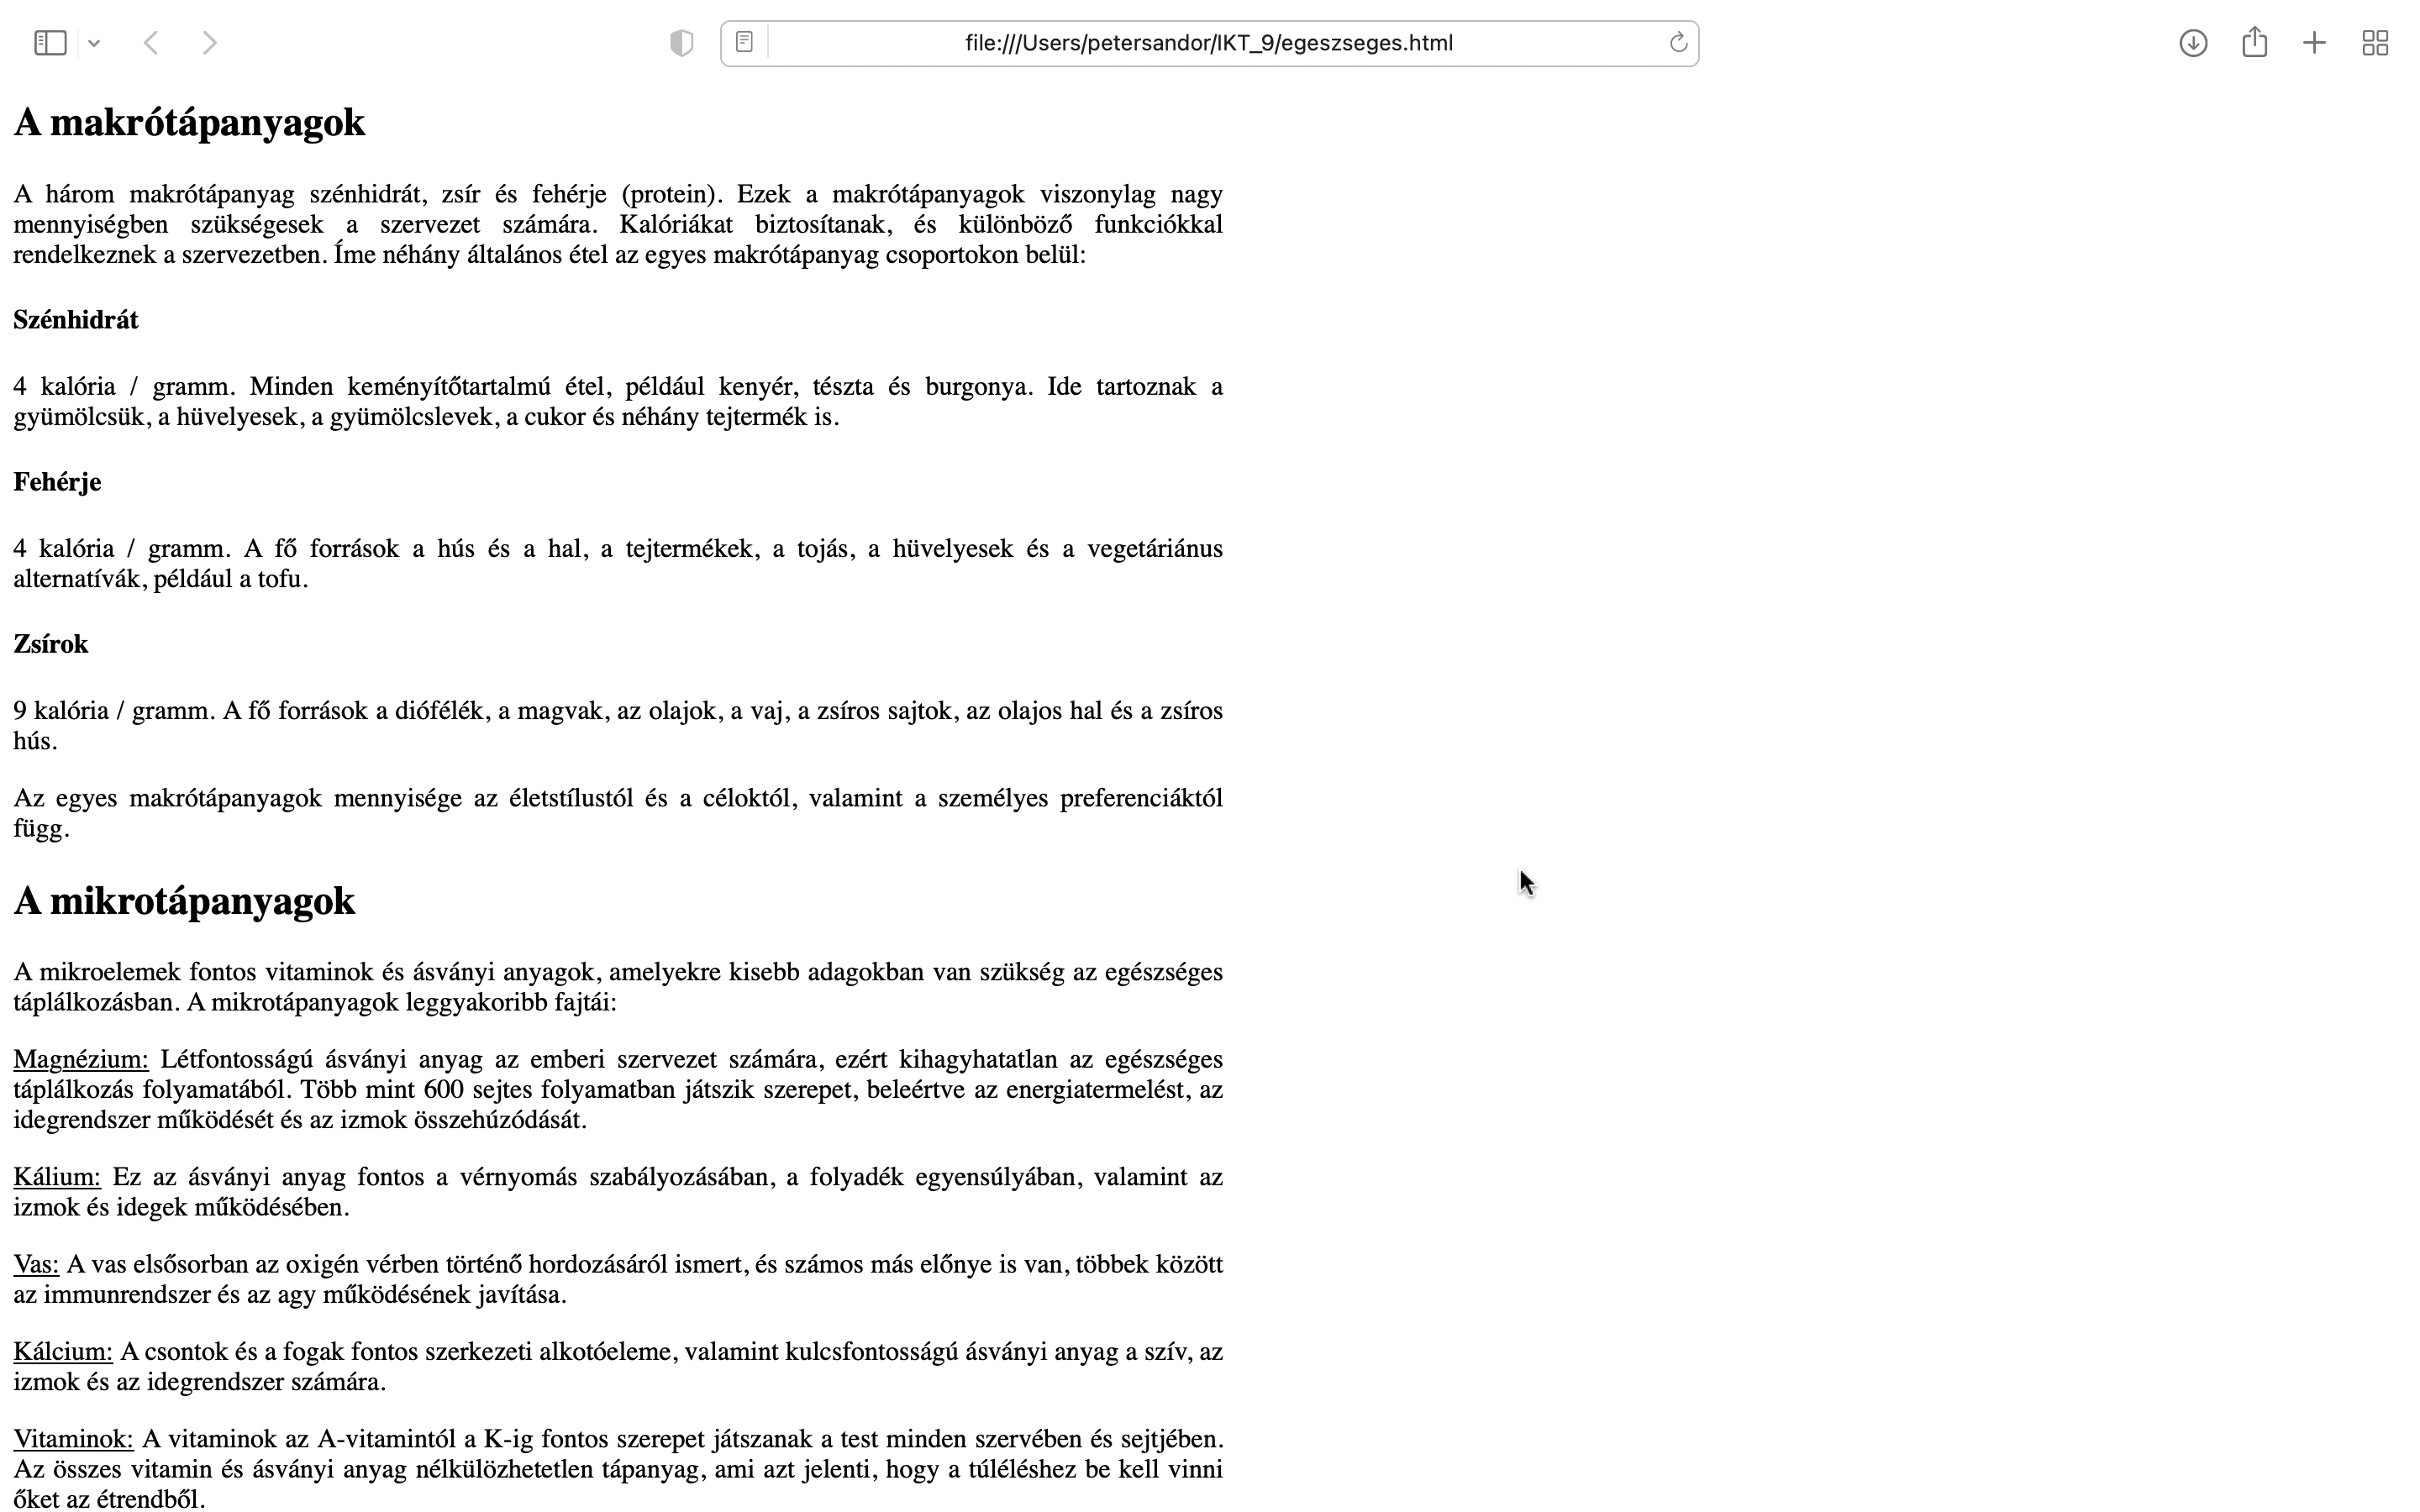 file:///Users/petersandor/IKT_9/egeszseges.html
A makrótápanyagok
A három makrótápanyag szénhidrát, zsír és fehérje (protein). Ezek a makrótápanyagok viszonylag nagy
mennyiségben szükségesek a szervezet számára. Kalóriákat biztosítanak, és különböző funkciókkal
rendelkeznek a szervezetben. Íme néhány általános étel az egyes makrótápanyag csoportokon belül:
Szénhidrát
4 kalória / gramm. Minden keményítőtartalmú étel, például kenyér, tészta és burgonya. Ide tartoznak a
gyümölcsük, a hüvelyesek, a gyümölcslevek, a cukor és néhány tejtermék is.
Fehérje
4 kalória / gramm. A fő források a hús és a hal, a tejtermékek, a tojás, a hüvelyesek és a vegetáriánus
alternatívák, például a tofu.
Zsírok
9 kalória / gramm. A fő források a diófélék, a magvak, az olajok, a vaj, a zsíros sajtok, az olajos hal és a zsíros
hús.
Az egyes makrótápanyagok mennyisége az életstílustól és a céloktól, valamint a személyes preferenciáktól
függ.
A mikrotápanyagok
A mikroelemek fontos vitaminok és ásványi anyagok, amelyekre kisebb adagokban van szükség az egészséges
táplálkozásban. A mikrotápanyagok leggyakoribb fajtái:
Magnézium: Létfontosságú ásványi anyag az emberi szervezet számára, ezért kihagyhatatlan az egészséges
táplálkozás folyamatából. Több mint 600 sejtes folyamatban játszik szerepet, beleértve az energiatermelést, az
idegrendszer működését és az izmok összehúzódását.
Kálium: Ez az ásványi anyag fontos a vérnyomás szabályozásában, a folyadék egyensúlyában, valamint az
izmok és idegek működésében.
Vas: A vas elsősorban az oxigén vérben történő hordozásáról ismert, és számos más előnye is van, többek között
az immunrendszer és az agy működésének javítása.
Kálcium: A csontok és a fogak fontos szerkezeti alkotóeleme, valamint kulcsfontosságú ásványi anyag a szív, az
izmok és az idegrendszer számára.
Vitaminok: A vitaminok az A-vitamintól a K-ig fontos szerepet játszanak a test minden szervében és sejtjében.
Az összes vitamin és ásványi anyag nélkülözhetetlen tápanyag, ami azt jelenti, hogy a túléléshez be kell vinni
őket az étrendből.